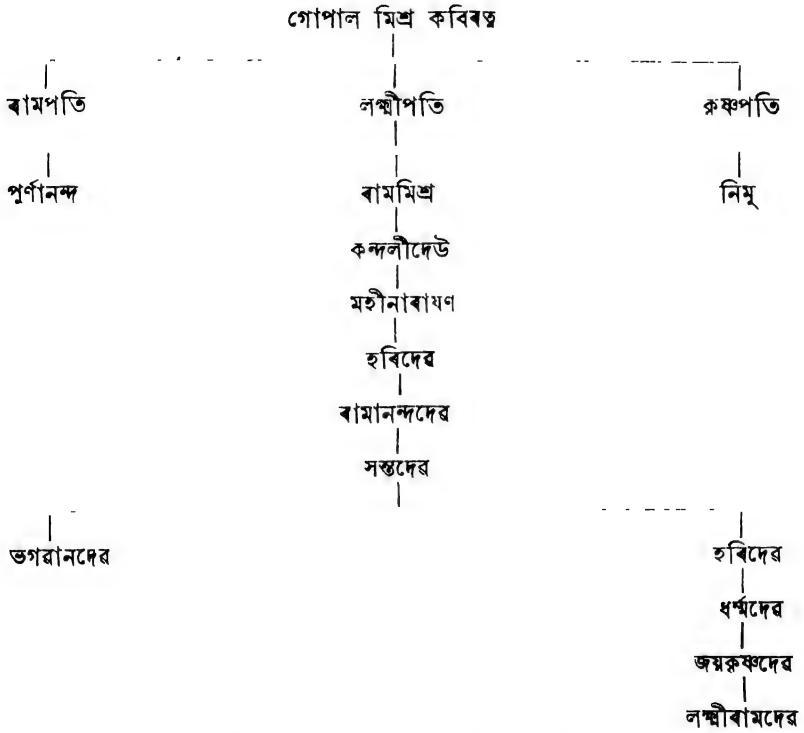 গোপাল মিশ্ৰ কবিৰত্ন
ৰামপতি লক্ষ্মীপতি কৃষ্ণপতি
পুৰ্ণানন্দ ৰামমিশ্ৰ নিমু
কন্দলীদেউ
মহীনাৰাযণ
হৰিদেৱ
ৰামানন্দদেৱ
সন্তদেৱ
ভগৱানদেৱ হৰিদেৱ
ধৰ্ম্মদেৱ
জয়কৃষ্ণদেৱ
লক্ষ্মীৰামদেৱ